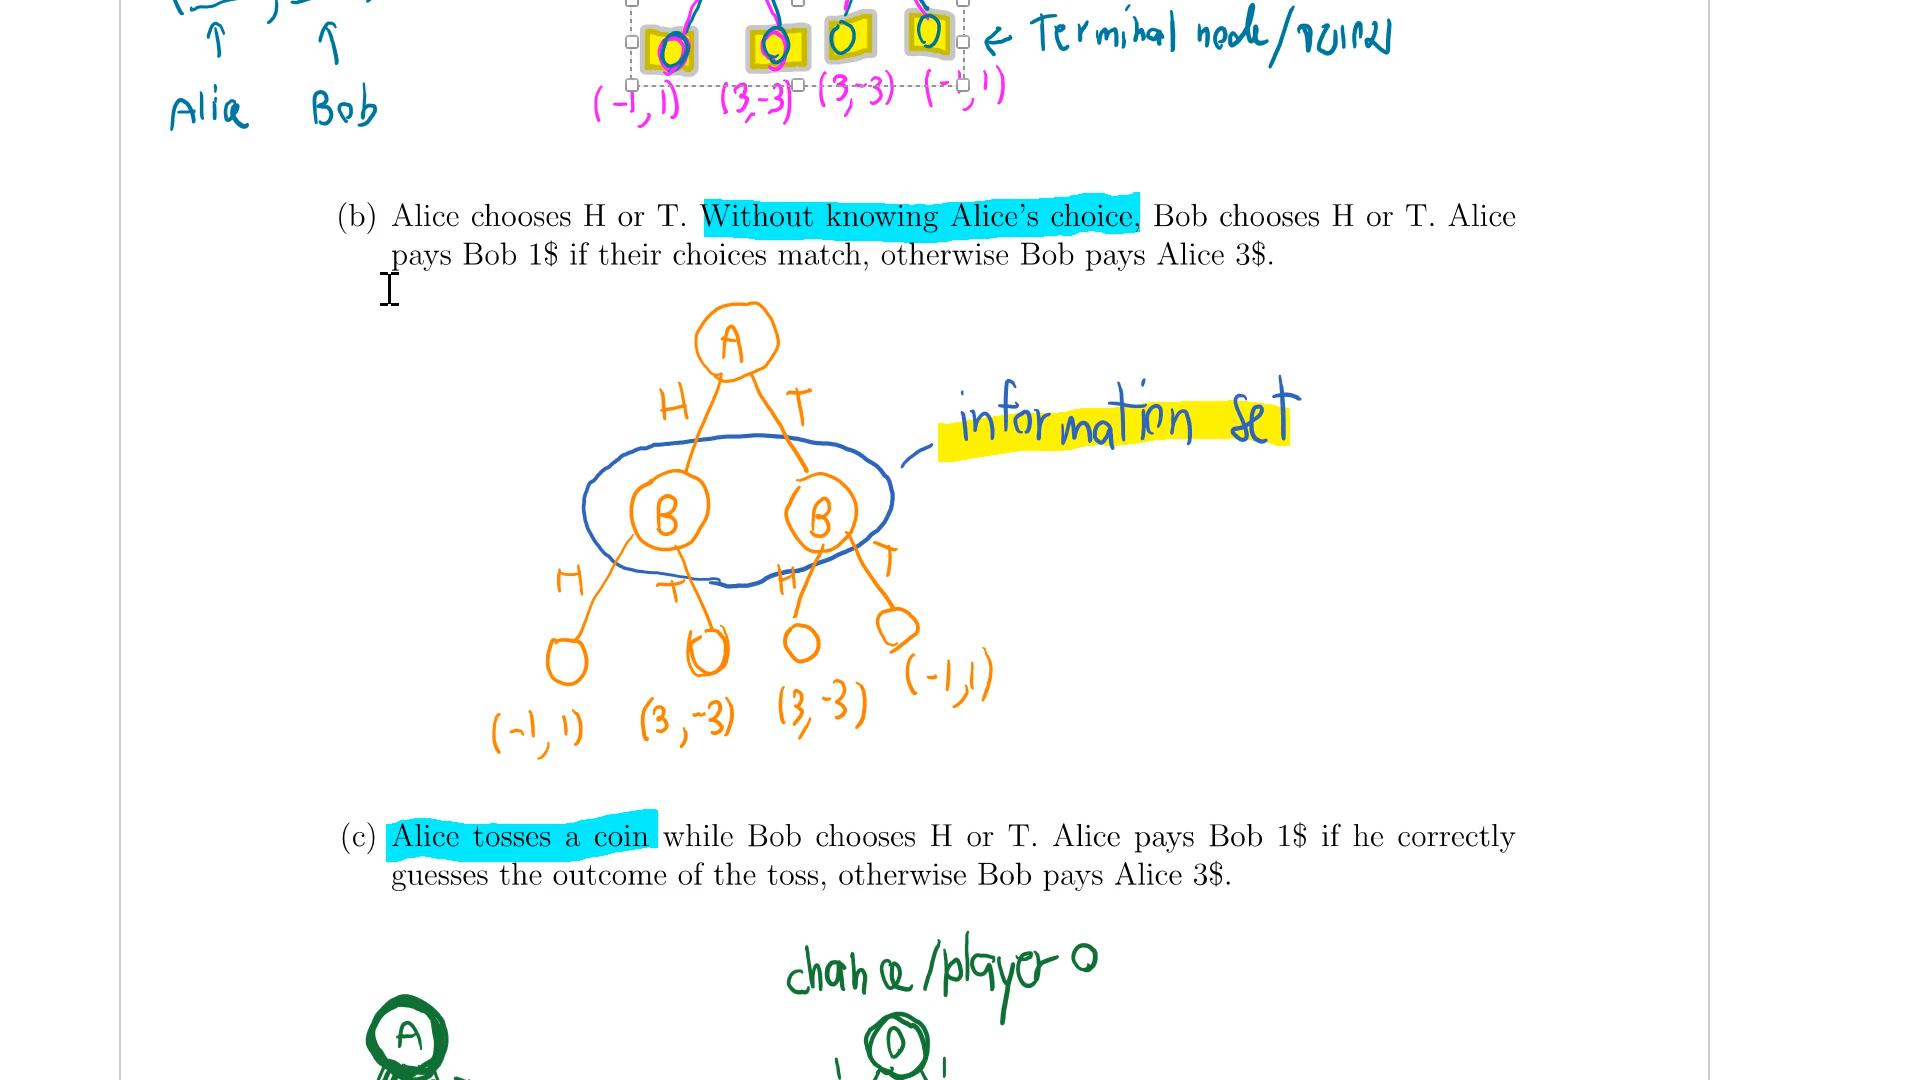 ← Terminal node/
(-1,1) (3,-3) (3,-3) (-1,1)
↑ ↑
Alice Bob
(b) Alice chooses H or T. Without knowing Alice's choice, Bob chooses H or T. Alice
pays Bob 1$ if their choices match, otherwise Bob pays Alice 3$.
A
H T
information set
B B
H T H T
(-1,1) (3,-3) (3,-3) (-1,1)
(c) Alice tosses a coin while Bob chooses H or T. Alice pays Bob 1$ if he correctly
guesses the outcome of the toss, otherwise Bob pays Alice 3$.
chance/player 0
A 0